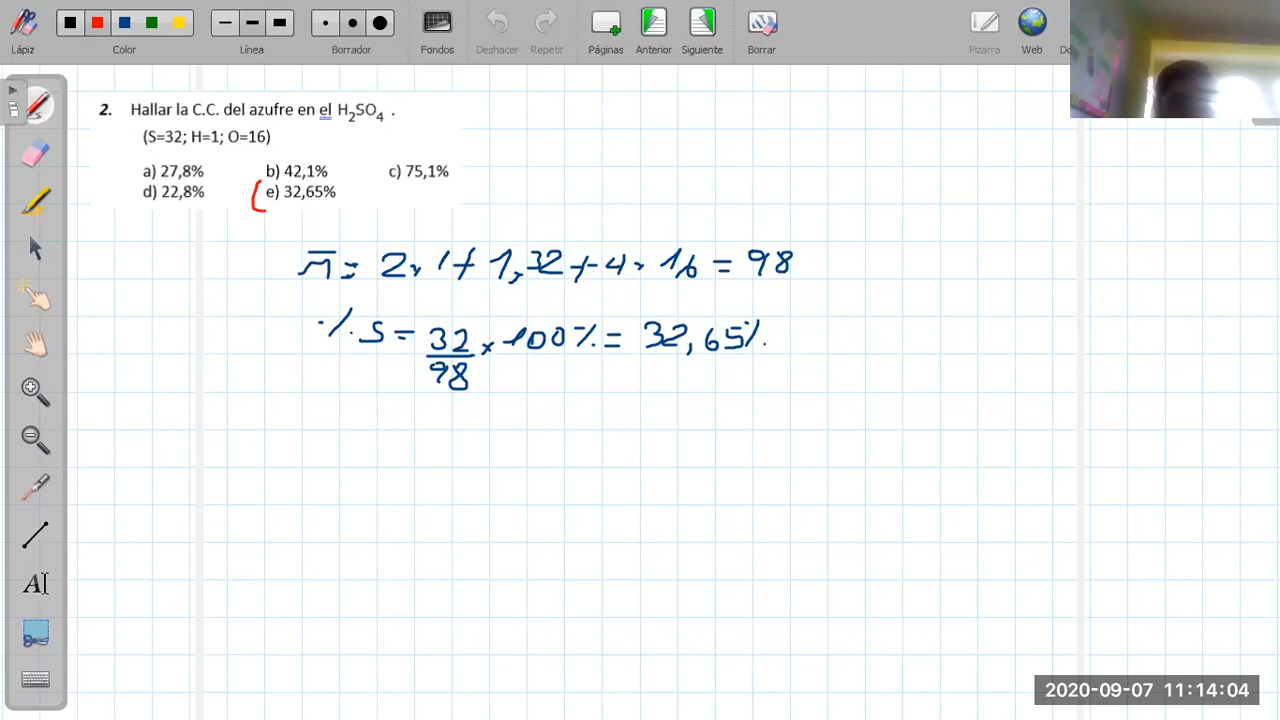 Lápiz Color Línea Borrador Fondos Deshacer Repetir Páginas Anterior Siguiente Borrar Pizarra Web
2. Hallar la C.C. del azufre en el H₂SO₄ .
(S=32; H=1; O=16)
a) 27,8% b) 42,1% c) 75,1%
d) 22,8% e) 32,65%
M̅ = 2 × 1 + 1 × 32 + 4 × 16 = 98
% S = 32/98 × 100% = 32,65%
A
2020-09-07 11:14:04